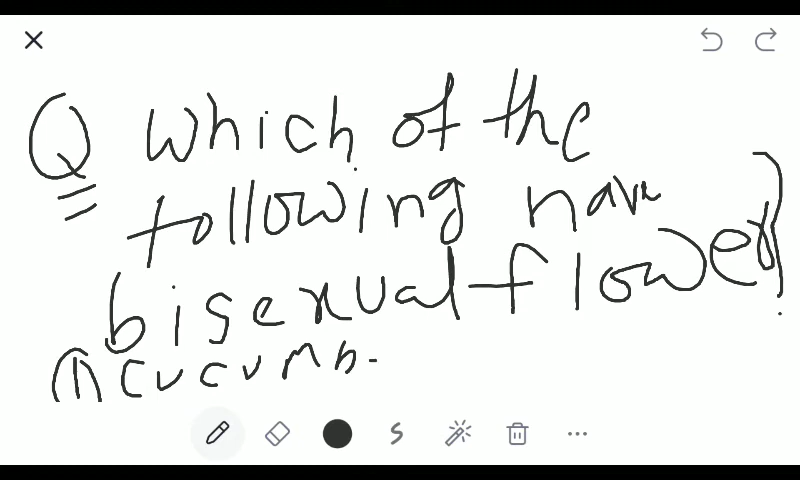 Q which of the
following have
bisexual flower?
(1) cucumb.